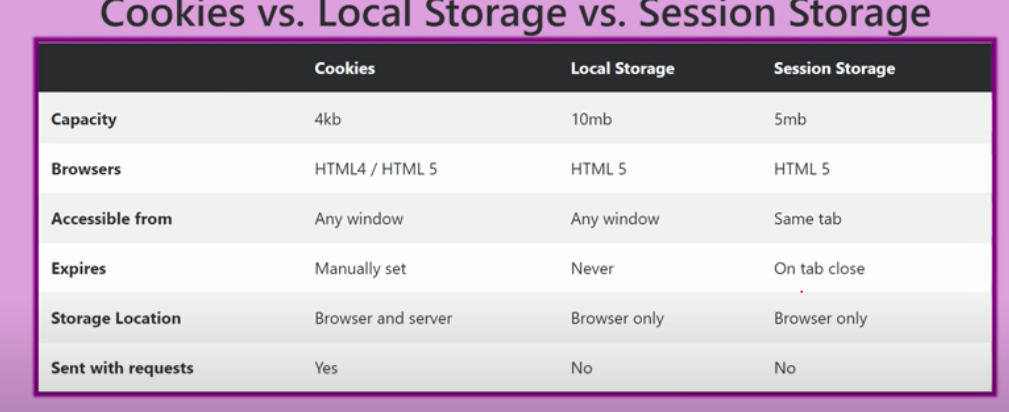 Cookies vs. Local Storage vs. Session Storage
Cookies Local Storage Session Storage
Capacity 4kb 10mb 5mb
Browsers HTML4 / HTML 5 HTML 5 HTML 5
Accessible from Any window Any window Same tab
Expires Manually set Never On tab close
Storage Location Browser and server Browser only Browser only
Sent with requests Yes No No